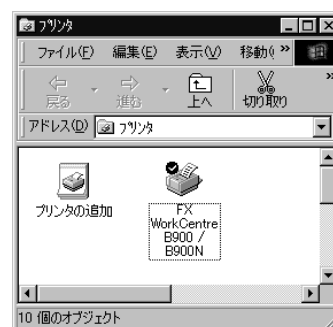 プリンタ
ファイル(F) 編集(E) 表示(V) 移動( »
戻る 進む 上へ 切り取り »
アドレス(D) プリンタ
プリンタの追加
FX
WorkCentre
B900 /
B900N
10 個のオブジェクト